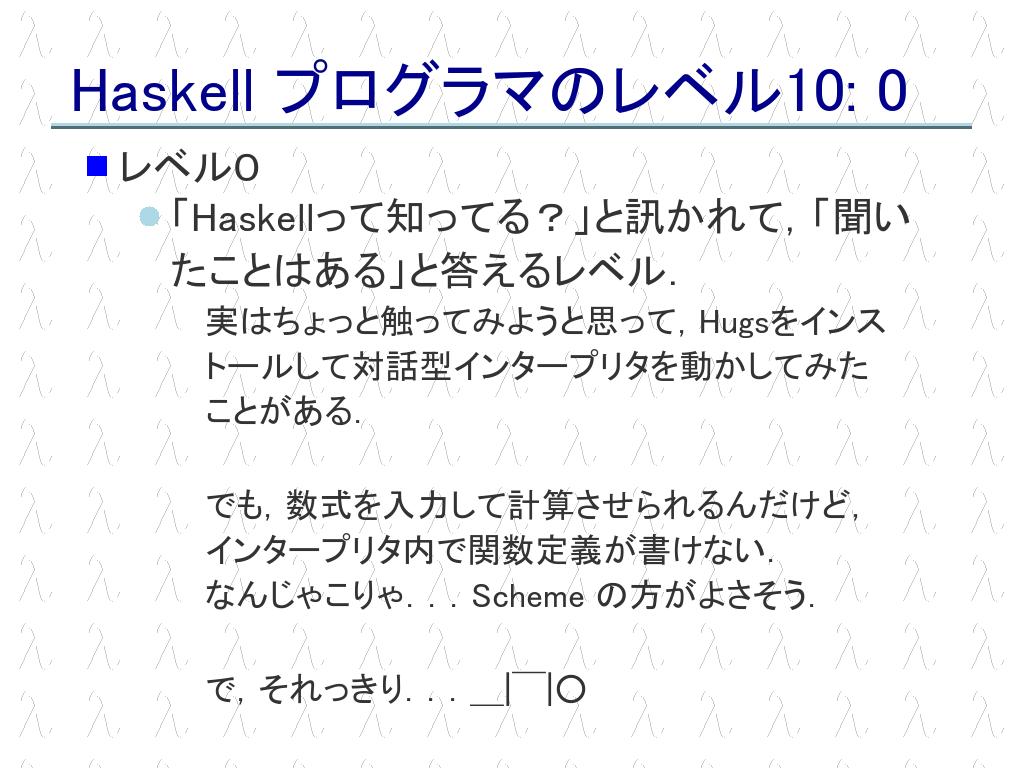 Haskell プログラマのレベル10: 0
レベル0
「Haskellって知ってる？」と訊かれて，「聞い
たことはある」と答えるレベル．
実はちょっと触ってみようと思って，Hugsをインス
トールして対話型インタープリタを動かしてみた
ことがある．
でも，数式を入力して計算させられるんだけど，
インタープリタ内で関数定義が書けない．
なんじゃこりゃ．．．Scheme の方がよさそう．
で，それっきり．．．＿|￣|○